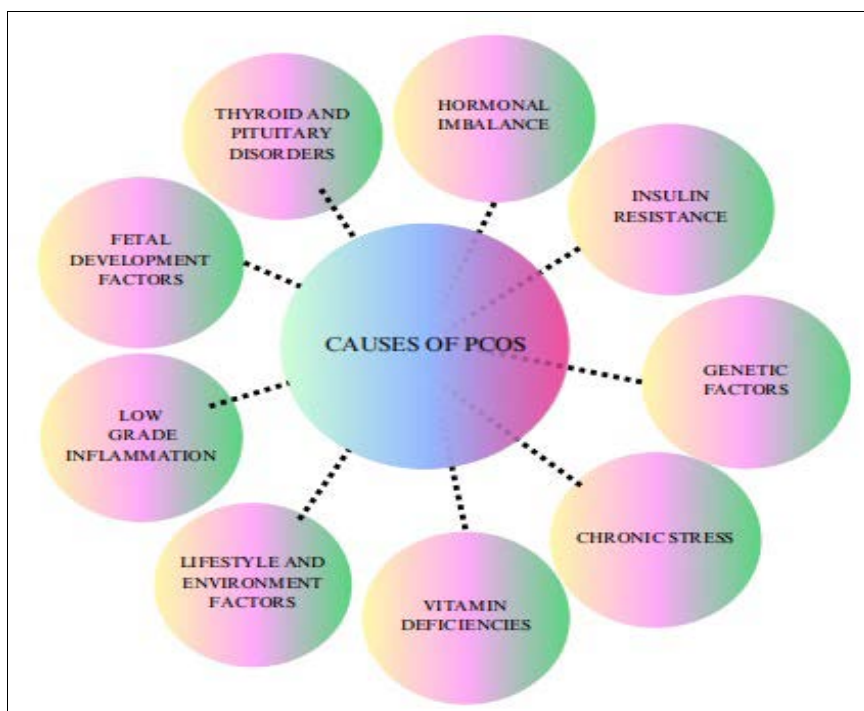 THYROID AND
PITUITARY
DISORDERS
HORMONAL
IMBALANCE
INSULIN
RESISTANCE
FETAL
DEVELOPMENT
FACTORS
CAUSES OF PCOS
GENETIC
FACTORS
LOW
GRADE
INFLAMMATION
CHRONIC STRESS
LIFESTYLE AND
ENVIRONMENT
FACTORS
VITAMIN
DEFICIENCIES